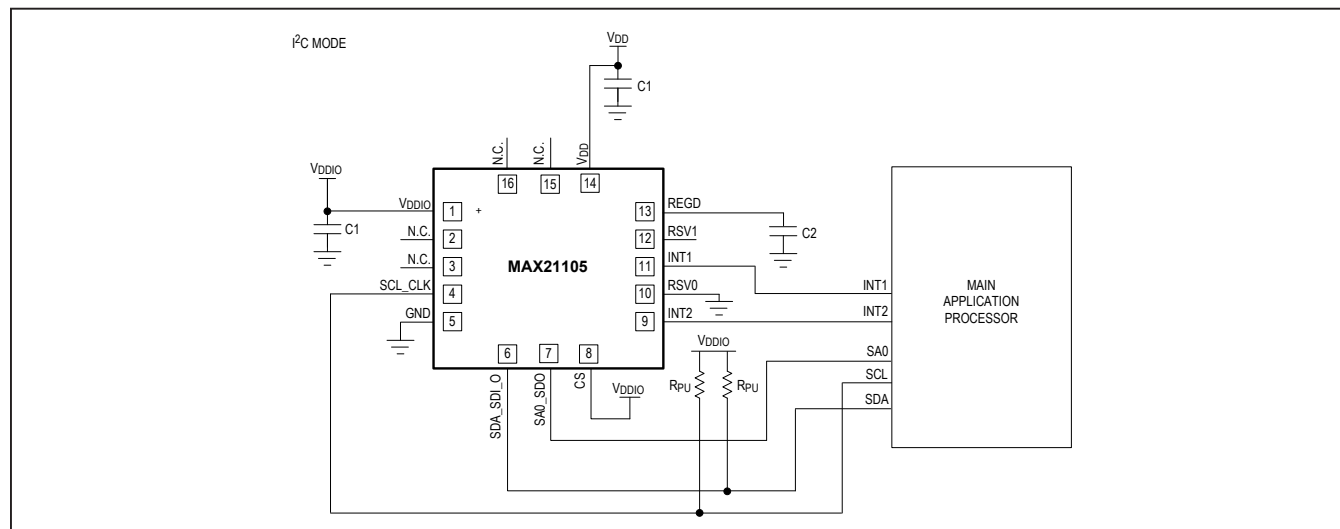 I²C MODE
VDD
C1
N.C.
N.C.
VDD
16
15
14
VDDIO
C1
VDDIO
N.C.
N.C.
SCL_CLK
GND
1
+
2
3
4
5
MAX21105
13
12
11
10
9
REGD
RSV1
INT1
RSV0
INT2
C2
6
7
8
SDA_SDI_O
SA0_SDO
CS
VDDIO
VDDIO
RPU
RPU
INT1
INT2
SA0
SCL
SDA
MAIN
APPLICATION
PROCESSOR